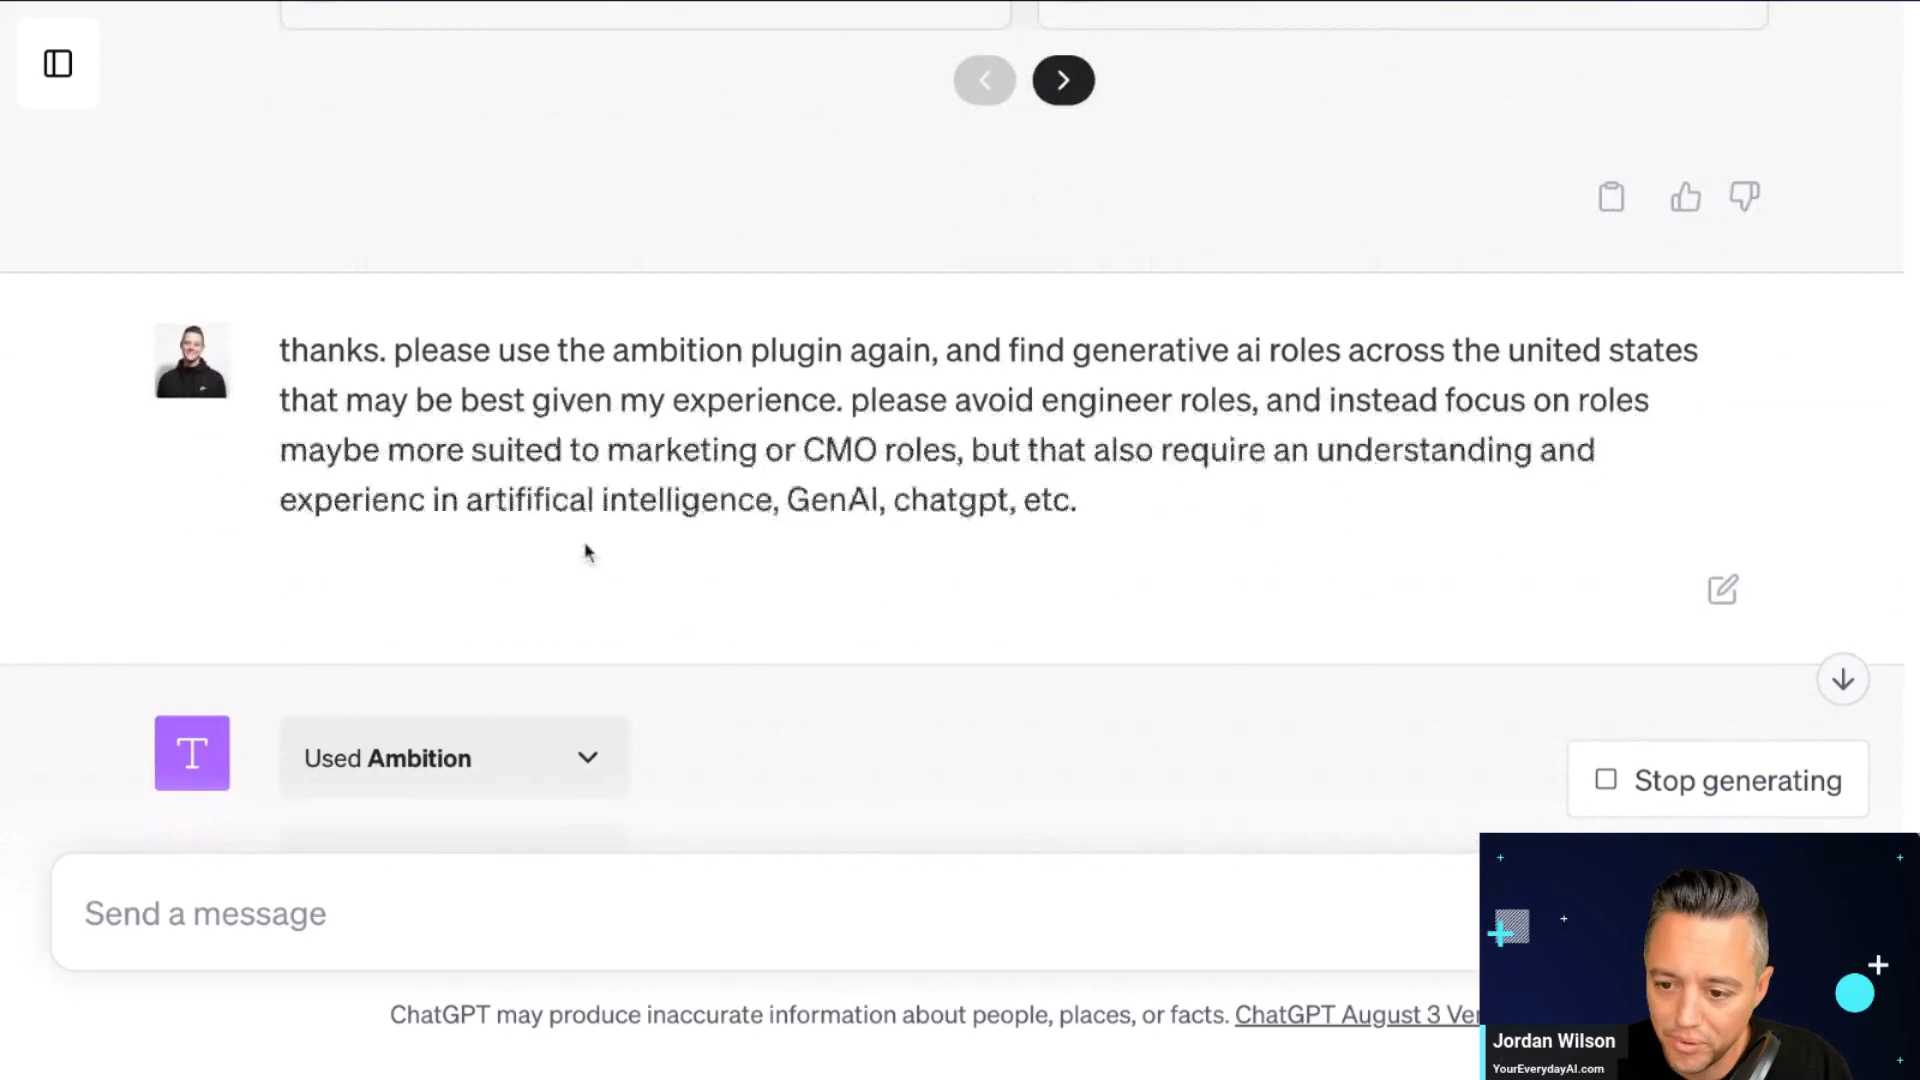 thanks. please use the ambition plugin again, and find generative ai roles across the united states
that may be best given my experience. please avoid engineer roles, and instead focus on roles
maybe more suited to marketing or CMO roles, but that also require an understanding and
experienc in artififical intelligence, GenAI, chatgpt, etc.
T
Used Ambition
Stop generating
Send a message
ChatGPT may produce inaccurate information about people, places, or facts. ChatGPT August 3 Ver
Jordan Wilson
YourEverydayAI.com